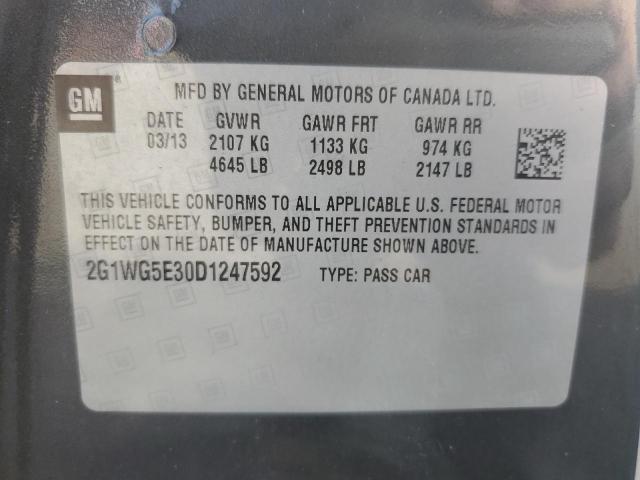 GM
MFD BY GENERAL MOTORS OF CANADA LTD.
DATE GVWR GAWR FRT GAWR RR
03/13 2107 KG 1133 KG 974 KG
4645 LB 2498 LB 2147 LB
THIS VEHICLE CONFORMS TO ALL APPLICABLE U.S. FEDERAL MOTOR
VEHICLE SAFETY, BUMPER, AND THEFT PREVENTION STANDARDS IN
EFFECT ON THE DATE OF MANUFACTURE SHOWN ABOVE.
2G1WG5E30D1247592 TYPE: PASS CAR